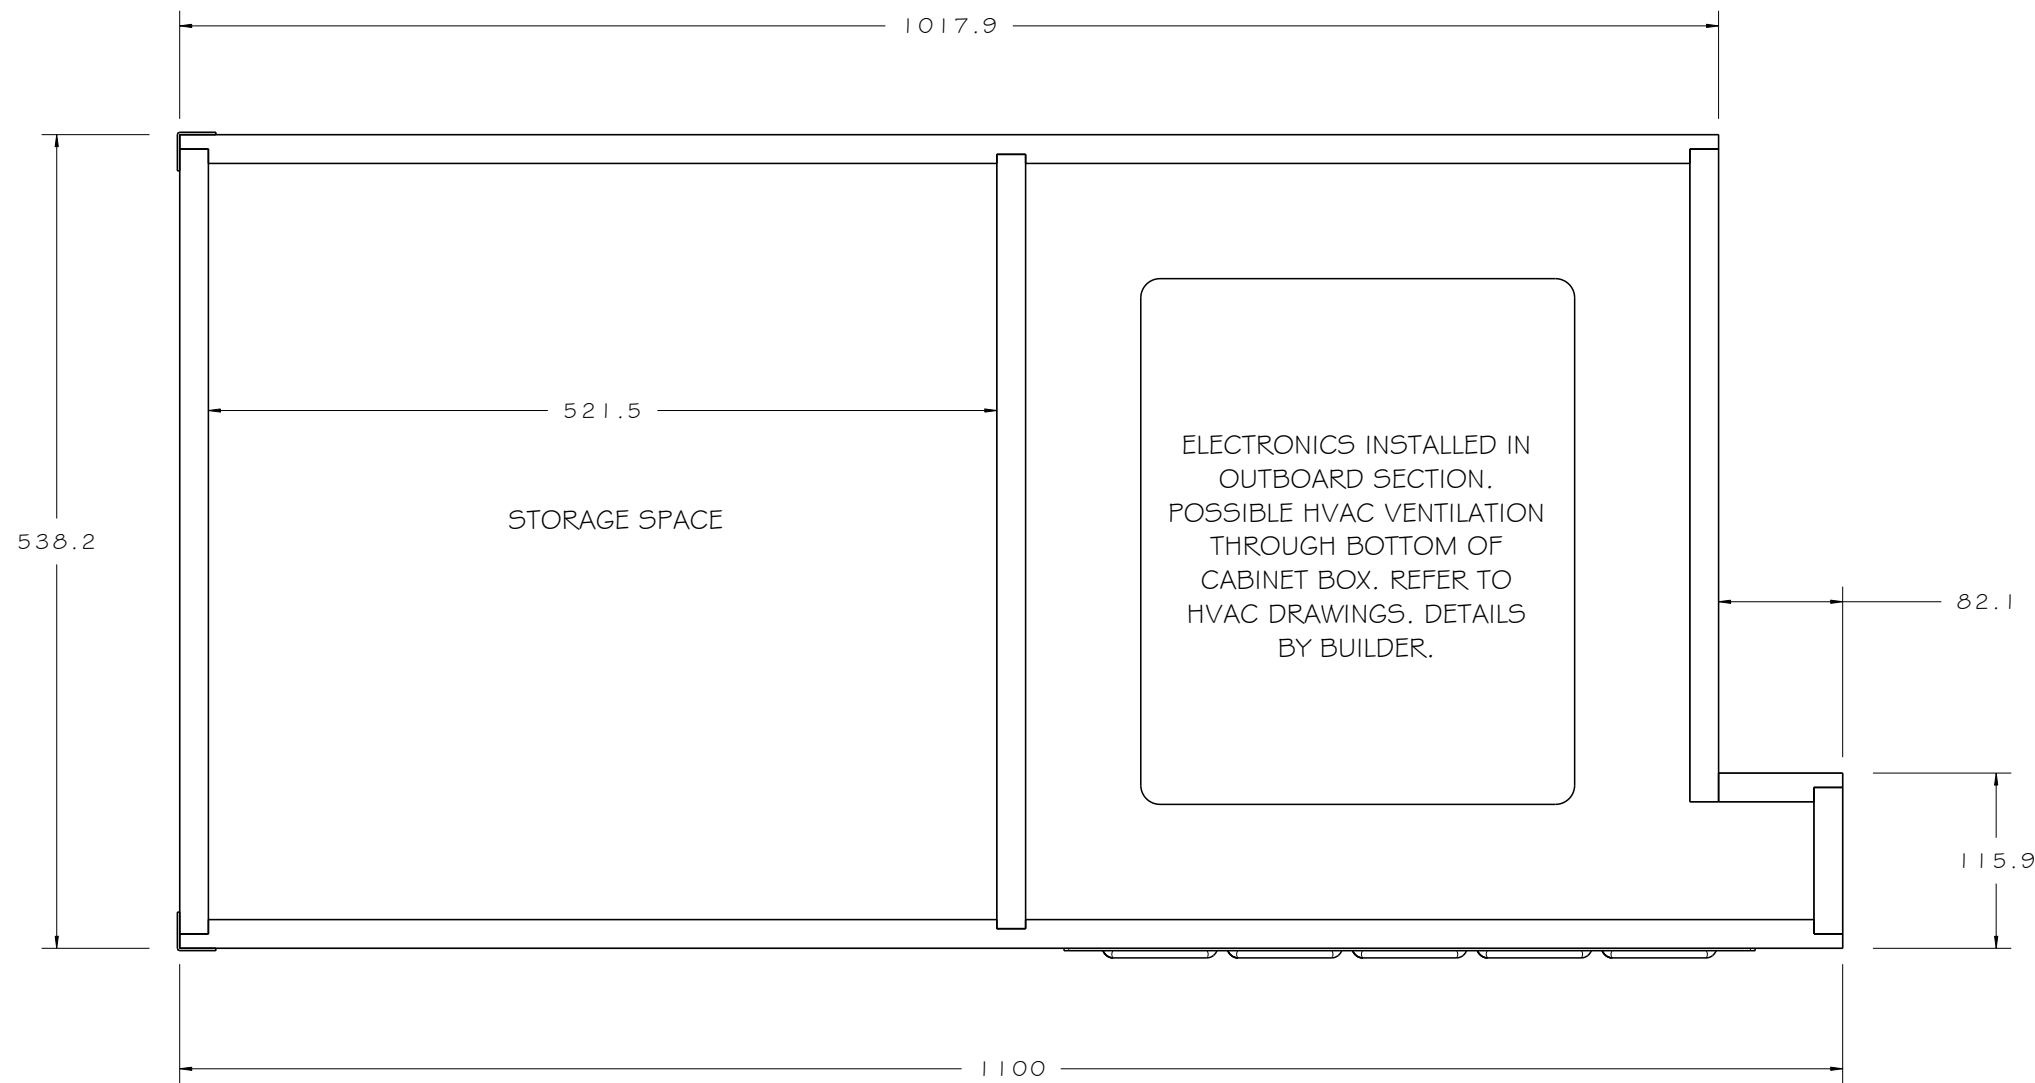 1017.9
521.5
STORAGE SPACE
538.2
ELECTRONICS INSTALLED IN
OUTBOARD SECTION.
POSSIBLE HVAC VENTILATION
THROUGH BOTTOM OF
CABINET BOX. REFER TO
HVAC DRAWINGS. DETAILS
BY BUILDER.
82.1
115.9
1100